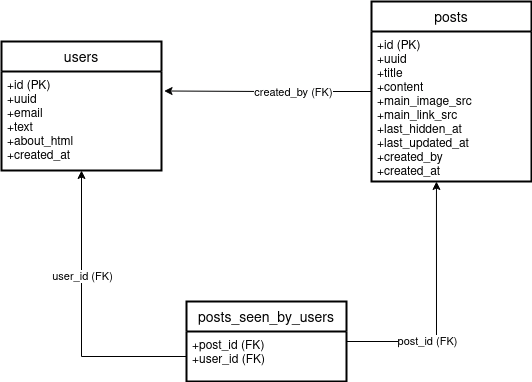 posts
+id (PK)
+uuid
+title
+content
+main_image_src
+main_link_src
+last_hidden_at
+last_updated_at
+created_by
+created_at
users
+id (PK)
+uuid
+email
+text
+about_html
+created_at
created_by (FK)
user_id (FK)
posts_seen_by_users
+post_id (FK)
+user_id (FK)
post_id (FK)